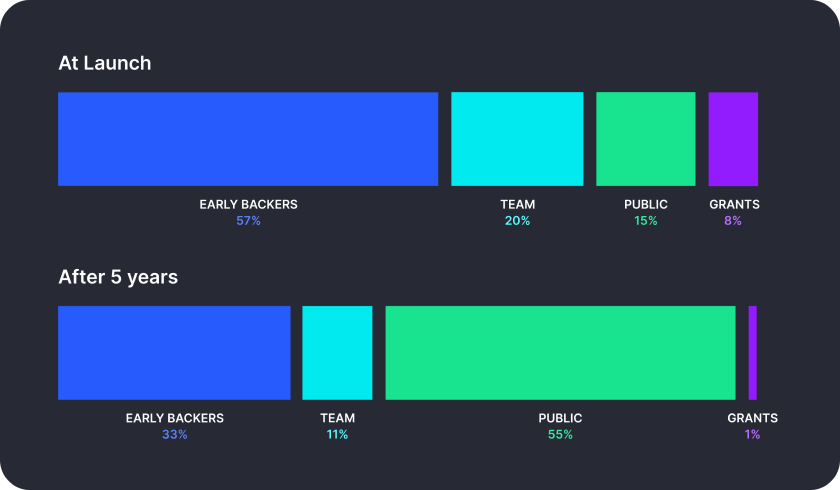 At Launch
EARLY BACKERS
57%
TEAM
20%
PUBLIC
15%
GRANTS
8%
After 5 years
EARLY BACKERS
33%
TEAM
11%
PUBLIC
55%
GRANTS
1%